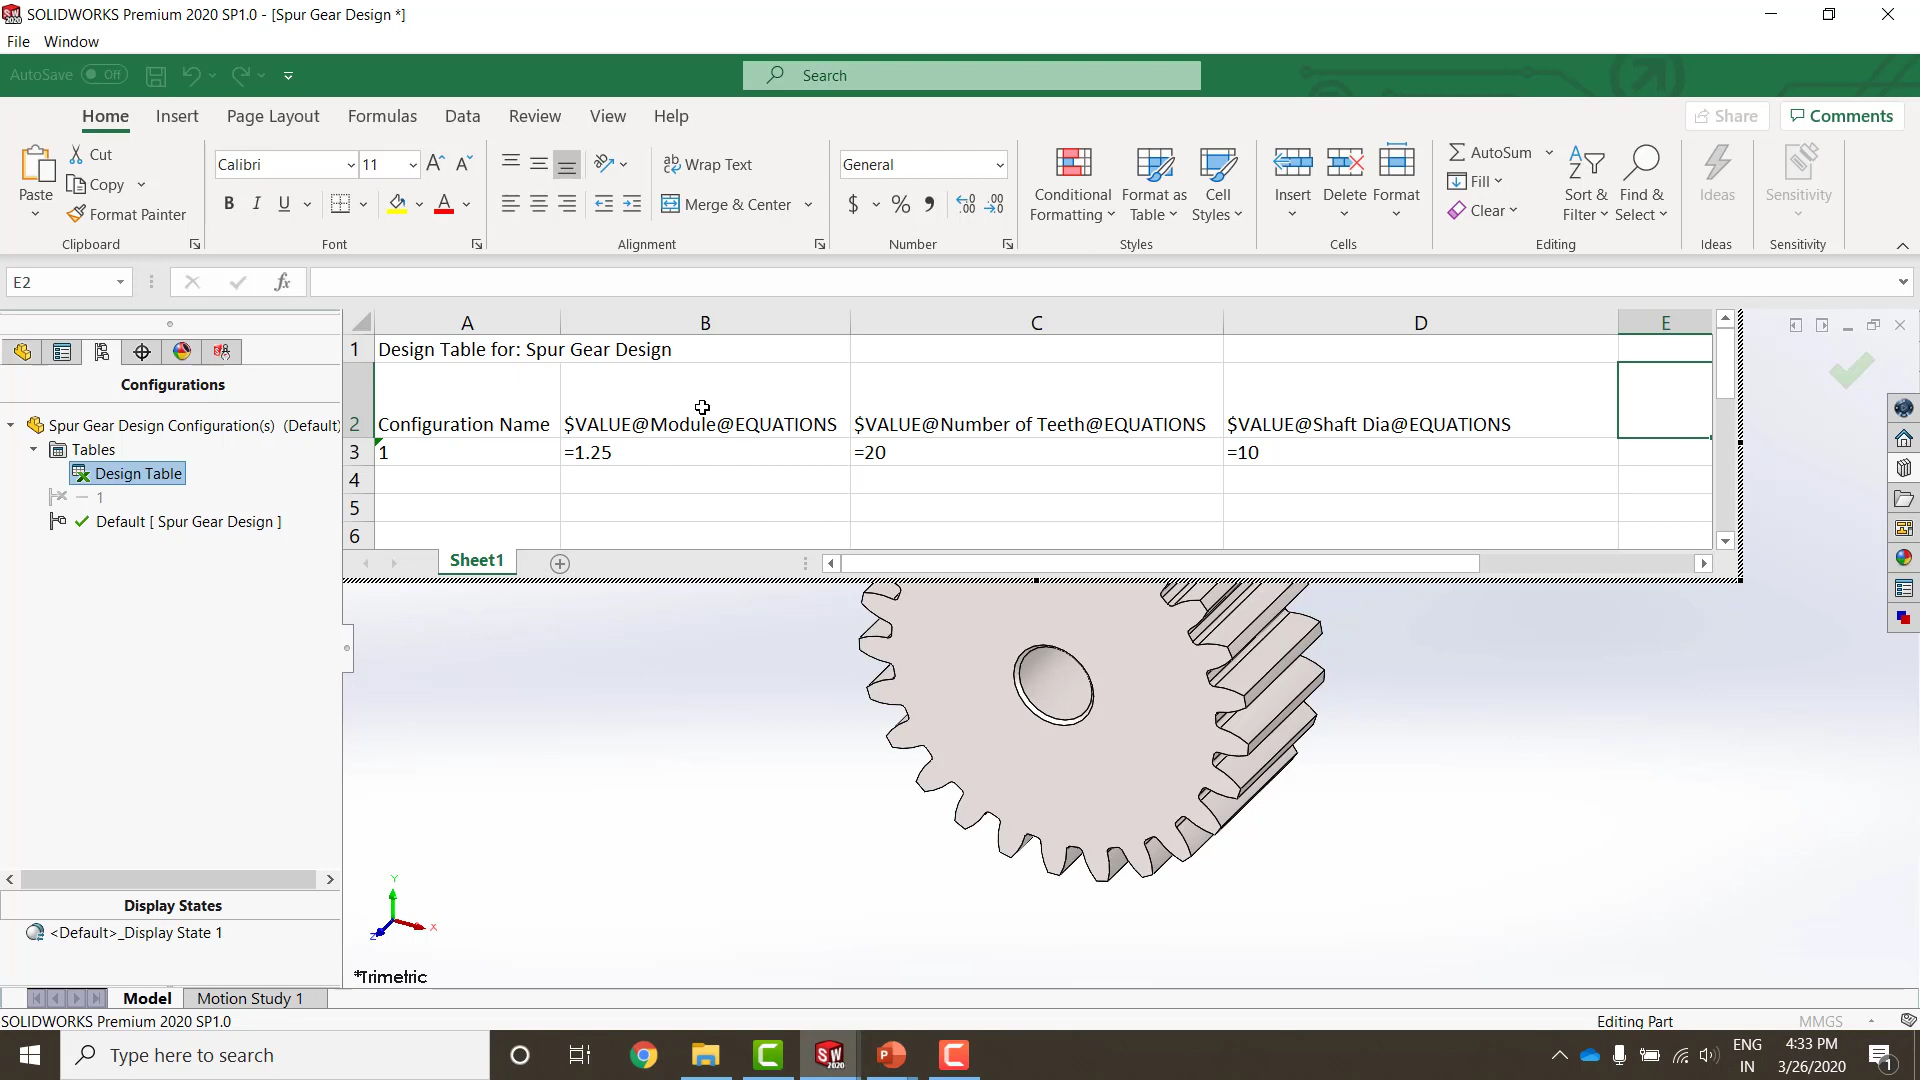 SOLIDWORKS Premium 2020 SP1.0 - [Spur Gear Design *]
File Window
AutoSave Off Search
Home Insert Page Layout Formulas Data Review View Help Share Comments
Paste Cut Copy Format Painter
Calibri 11
B I U A
Wrap Text
Merge & Center
General
$ % 9
Conditional Formatting
Format as Table
Cell Styles
Insert Delete Format
AutoSum
Fill
Clear
Sort & Filter
Find & Select
Ideas
Sensitivity
Clipboard Font Alignment Number Styles Cells Editing Ideas Sensitivity
E2 fx
A B C D E
1 Design Table for: Spur Gear Design
2 Configuration Name $VALUE@Module@EQUATIONS $VALUE@Number of Teeth@EQUATIONS $VALUE@Shaft Dia@EQUATIONS
3 1 =1.25 =20 =10
4
5
6
Sheet1
Configurations
Spur Gear Design Configuration(s) (Default
Tables
Design Table
1
Default [ Spur Gear Design ]
Display States
<Default>_Display State 1
Y
X
Z
*Trimetric
Model Motion Study 1
SOLIDWORKS Premium 2020 SP1.0 Editing Part MMGS
Type here to search
SW 2020
ENG IN
4:33 PM
3/26/2020
1